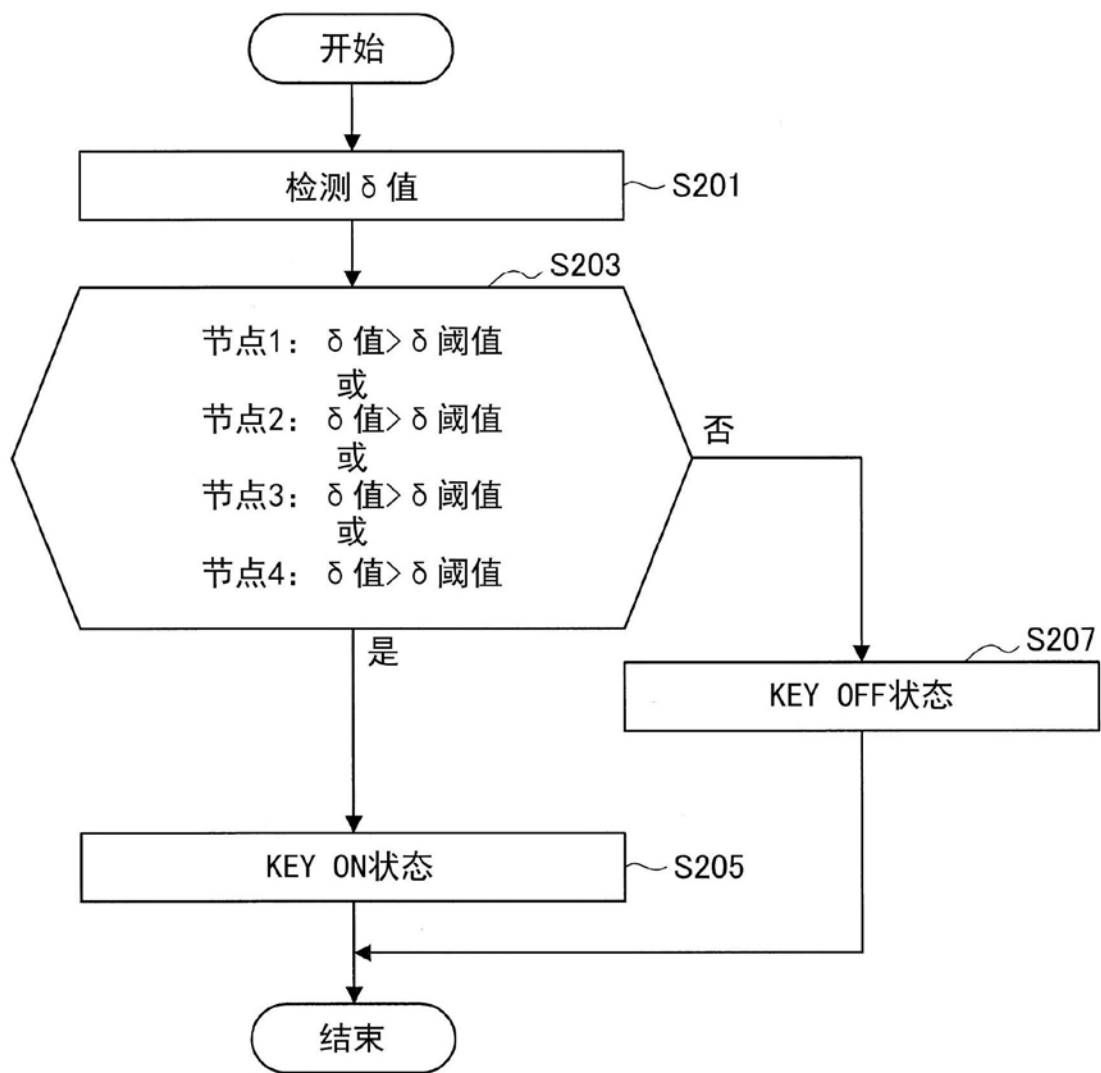 开始
检测δ值
S201
S203
节点1: δ值>δ阈值
或
节点2: δ值>δ阈值
或
节点3: δ值>δ阈值
或
节点4: δ值>δ阈值
否
是
S207
KEY OFF状态
KEY ON状态
S205
结束